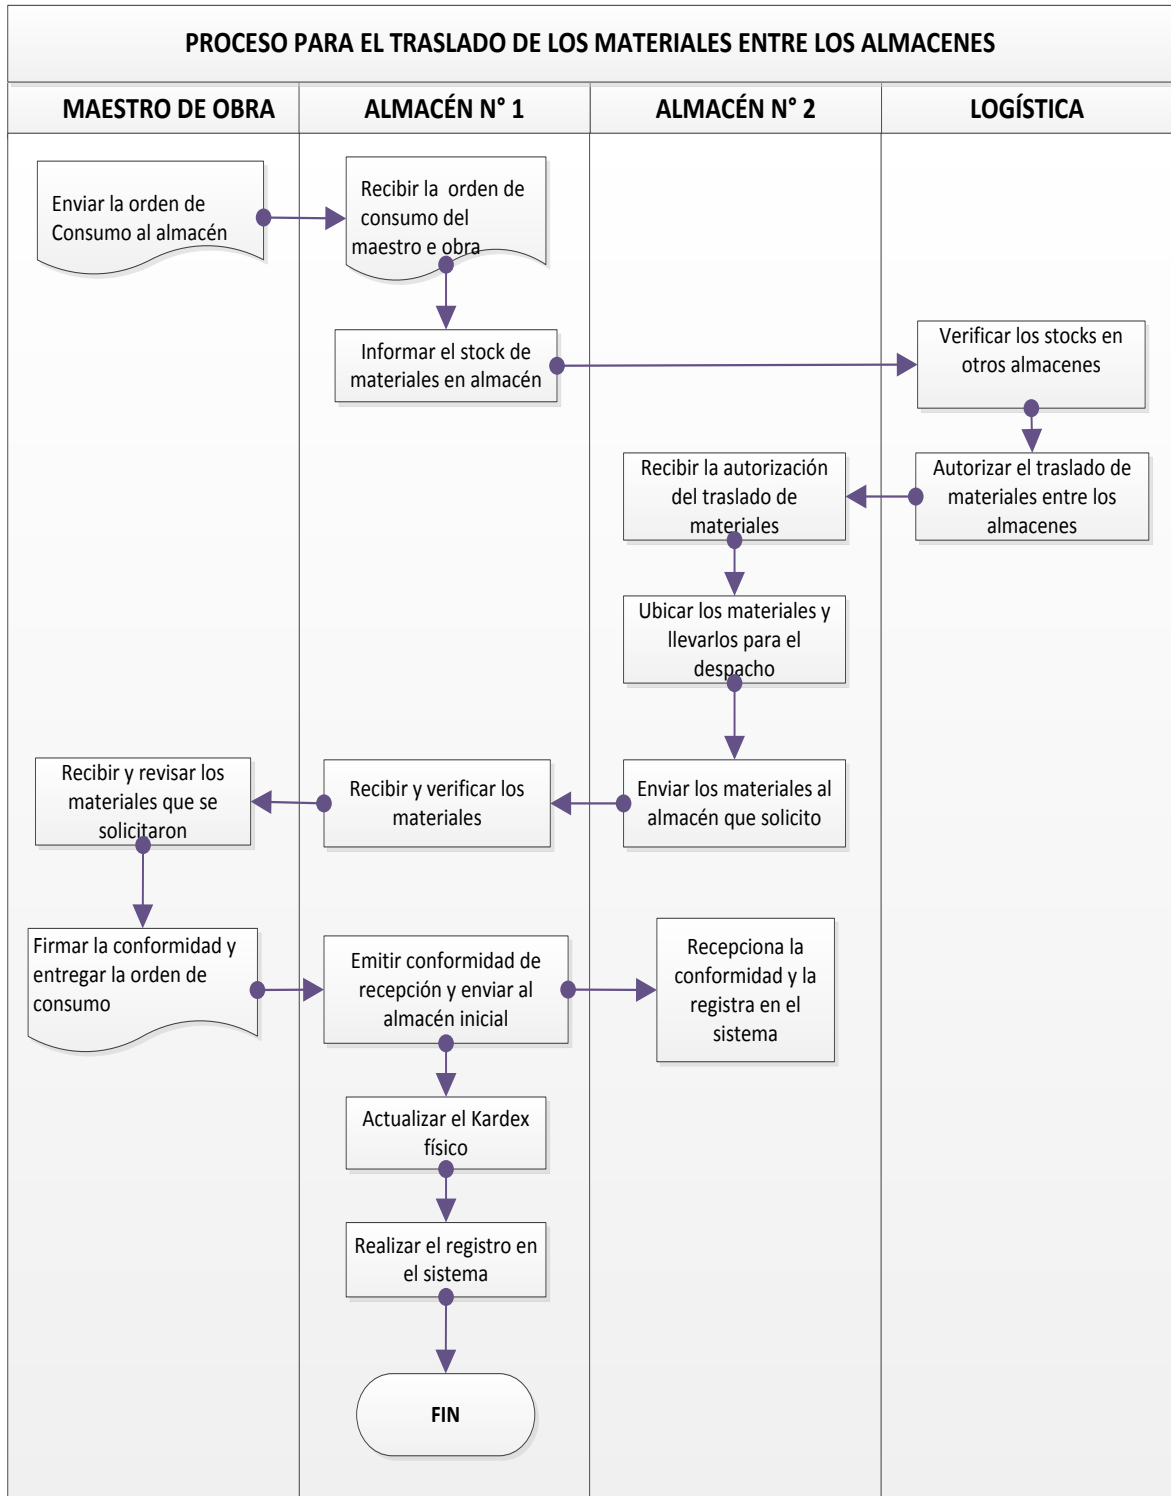 PROCESO PARA EL TRASLADO DE LOS MATERIALES ENTRE LOS ALMACENES
MAESTRO DE OBRA
ALMACÉN N° 1
ALMACÉN N° 2
LOGÍSTICA
Enviar la orden de
Consumo al almacén
Recibir la orden de
consumo del
maestro e obra
Informar el stock de
materiales en almacén
Verificar los stocks en
otros almacenes
Autorizar el traslado de
materiales entre los
almacenes
Recibir la autorización
del traslado de
materiales
Ubicar los materiales y
llevarlos para el
despacho
Enviar los materiales al
almacén que solicito
Recibir y verificar los
materiales
Recibir y revisar los
materiales que se
solicitaron
Firmar la conformidad y
entregar la orden de
consumo
Emitir conformidad de
recepción y enviar al
almacén inicial
Recepciona la
conformidad y la
registra en el
sistema
Actualizar el Kardex
físico
Realizar el registro en
el sistema
FIN